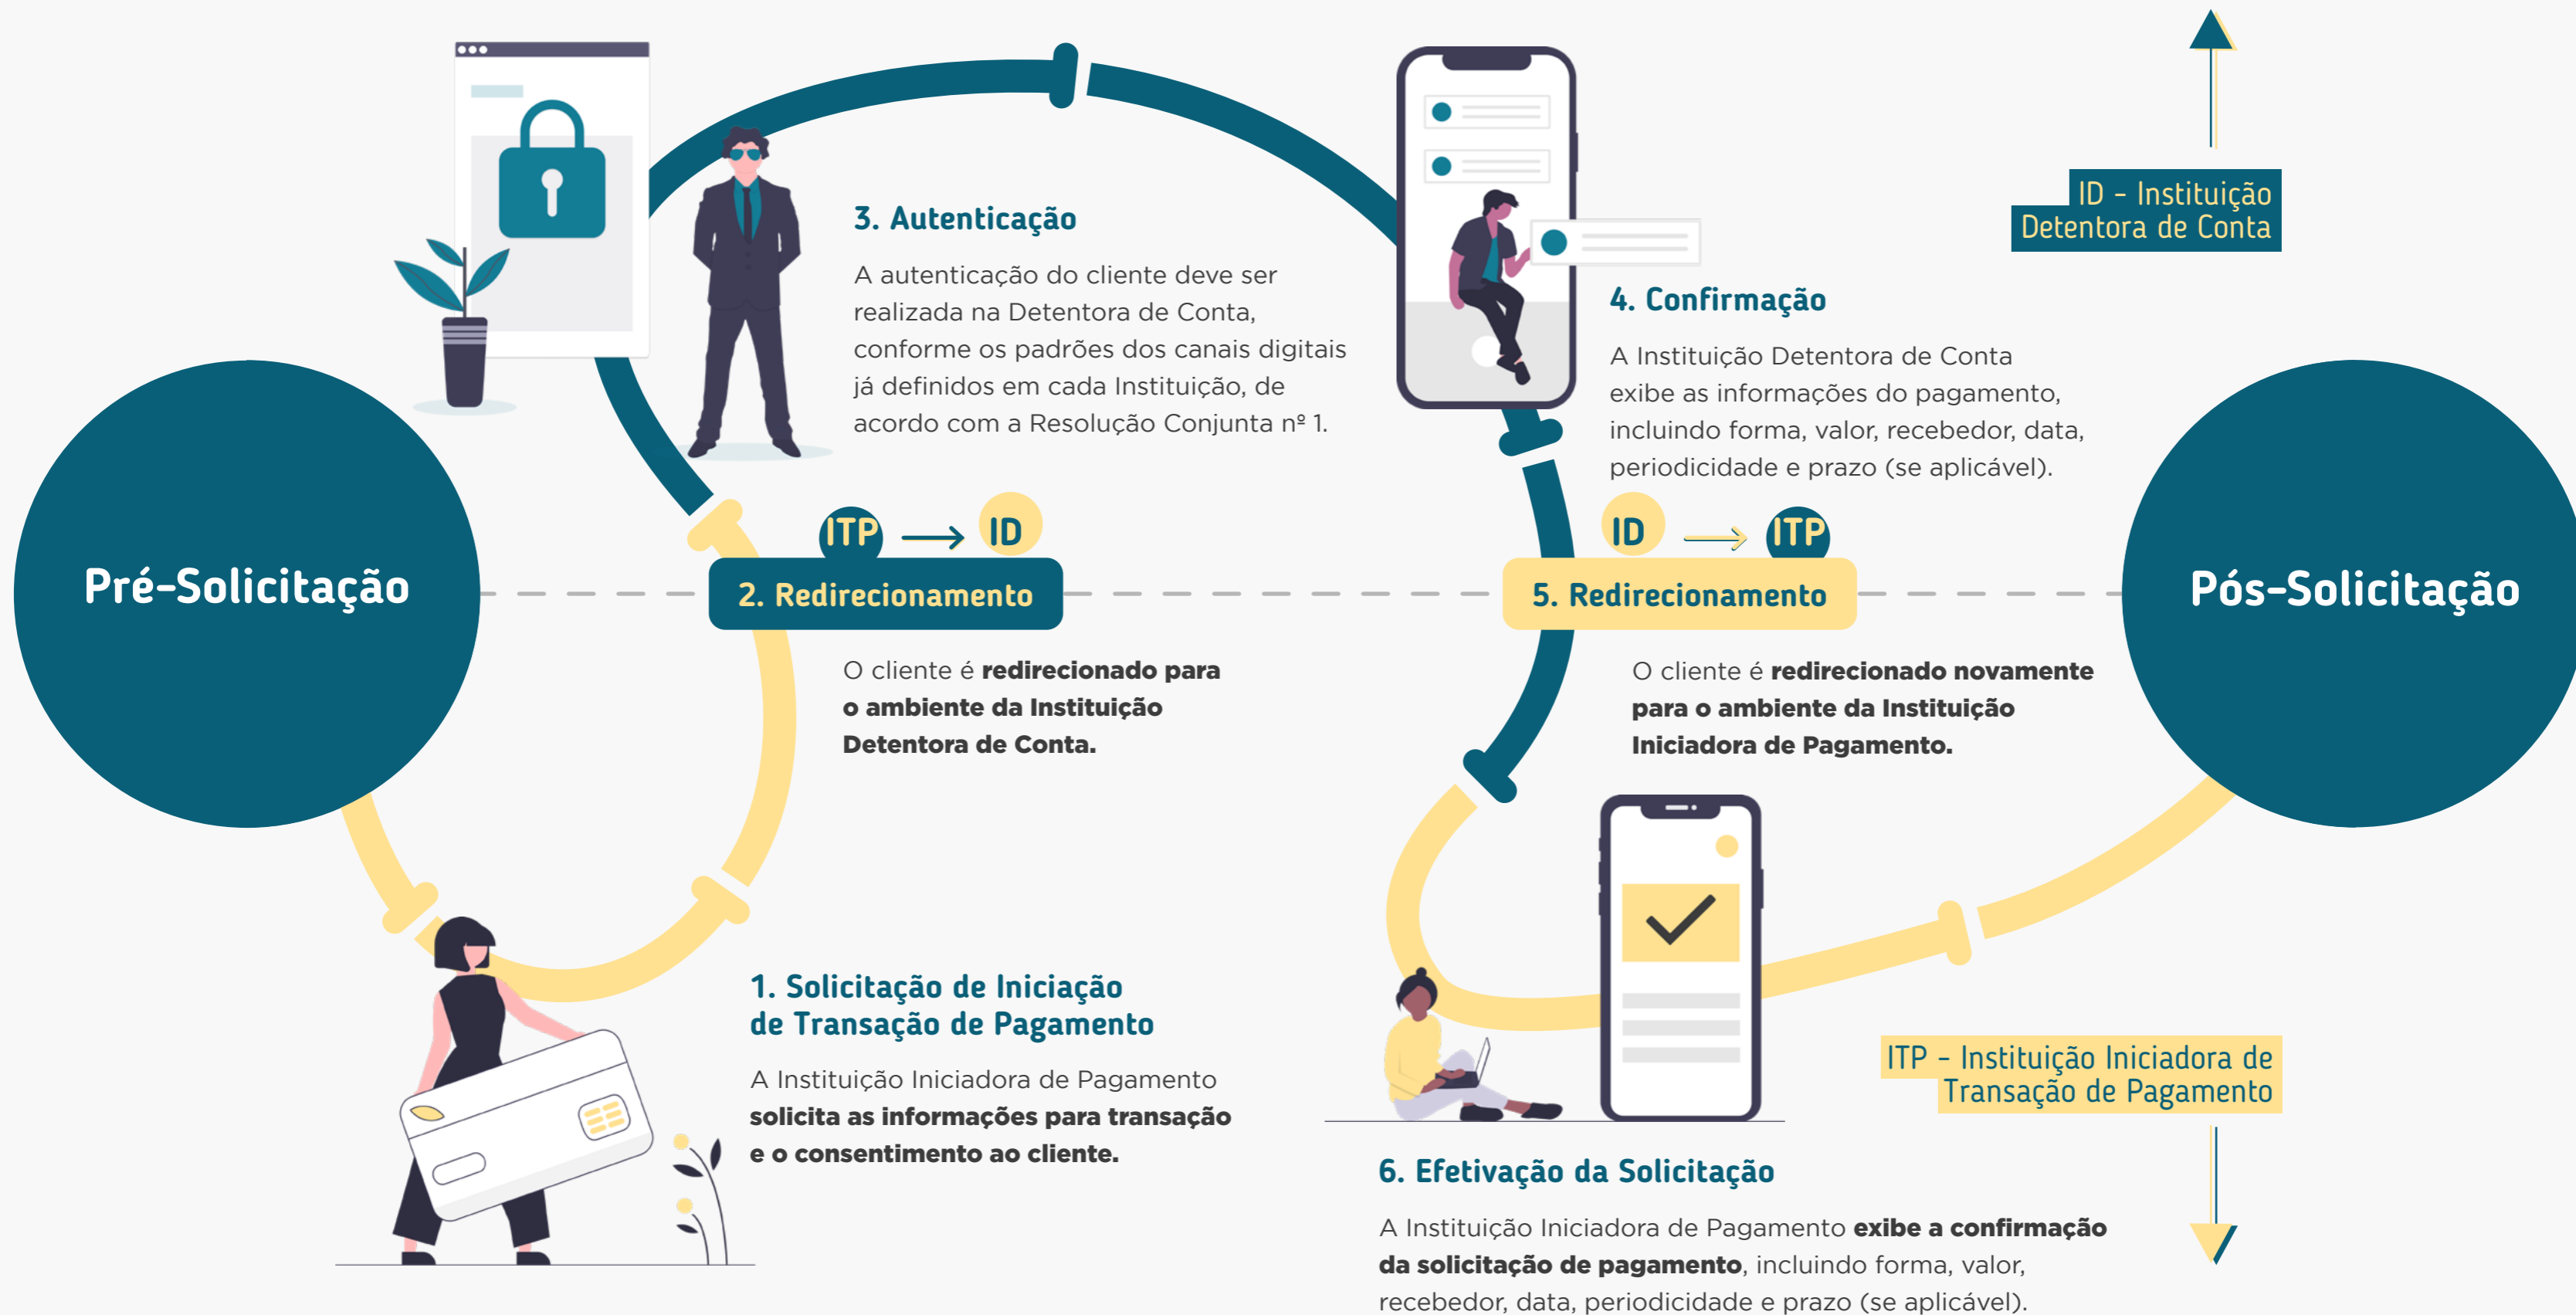 Pré-Solicitação
1. Solicitação de Iniciação
de Transação de Pagamento
A Instituição Iniciadora de Pagamento
solicita as informações para transação
e o consentimento ao cliente.
ITP
ID
2. Redirecionamento
O cliente é redirecionado para
o ambiente da Instituição
Detentora de Conta.
3. Autenticação
A autenticação do cliente deve ser
realizada na Detentora de Conta,
conforme os padrões dos canais digitais
já definidos em cada Instituição, de
acordo com a Resolução Conjunta nº 1.
4. Confirmação
A Instituição Detentora de Conta
exibe as informações do pagamento,
incluindo forma, valor, recebedor, data,
periodicidade e prazo (se aplicável).
ID
ITP
5. Redirecionamento
O cliente é redirecionado novamente
para o ambiente da Instituição
Iniciadora de Pagamento.
6. Efetivação da Solicitação
A Instituição Iniciadora de Pagamento exibe a confirmação
da solicitação de pagamento, incluindo forma, valor,
recebedor, data, periodicidade e prazo (se aplicável).
Pós-Solicitação
ID - Instituição
Detentora de Conta
ITP - Instituição Iniciadora de
Transação de Pagamento